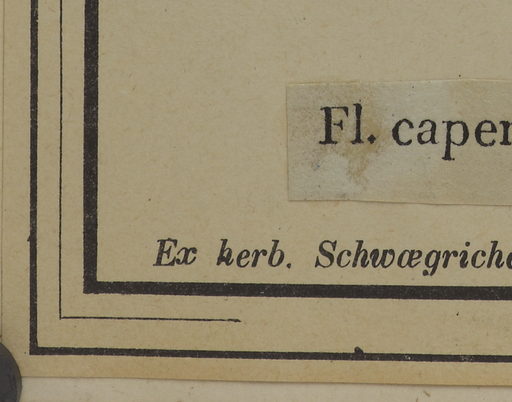 Fl. capen
Ex herb. Schwægriche